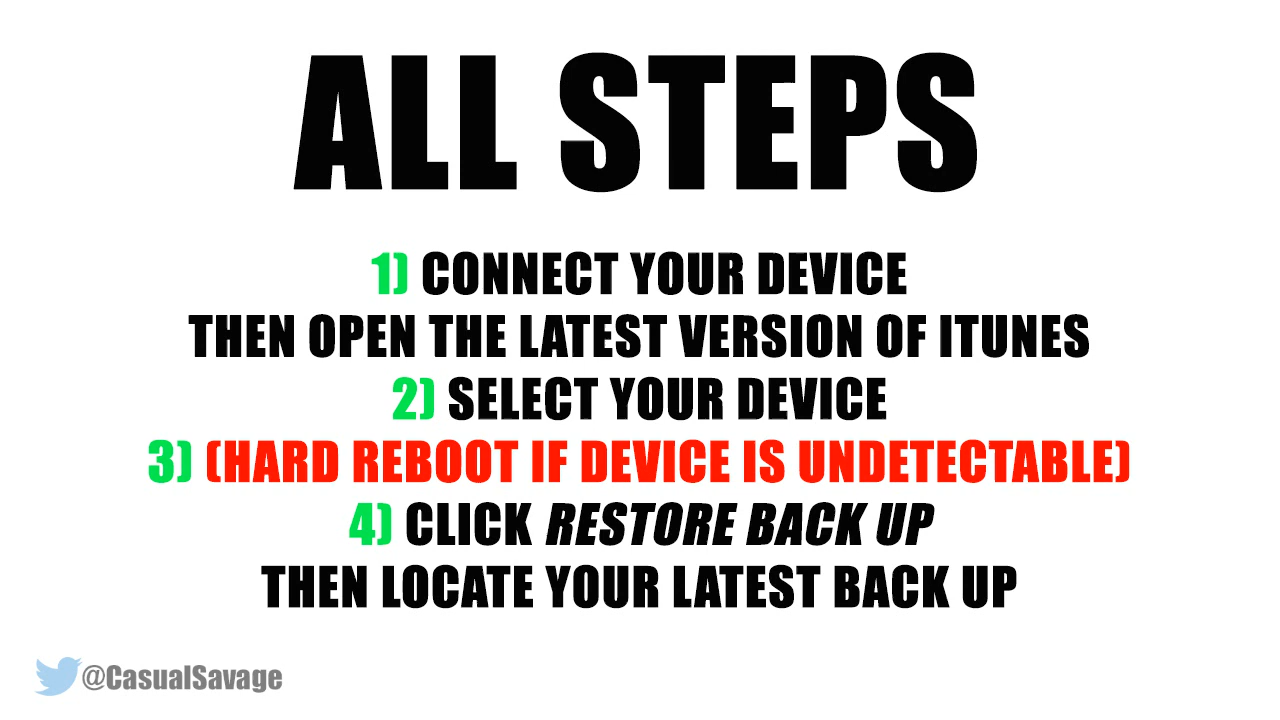 ALL STEPS
1) CONNECT YOUR DEVICE
THEN OPEN THE LATEST VERSION OF ITUNES
2) SELECT YOUR DEVICE
3) (HARD REBOOT IF DEVICE IS UNDETECTABLE)
4) CLICK RESTORE BACK UP
THEN LOCATE YOUR LATEST BACK UP
@CasualSavage